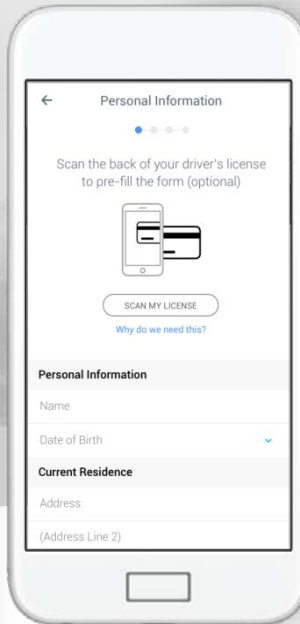 Personal Information
Scan the back of your driver's license
to pre-fill the form (optional)
SCAN MY LICENSE
Why do we need this?
Personal Information
Name
Date of Birth
Current Residence
Address
(Address Line 2)